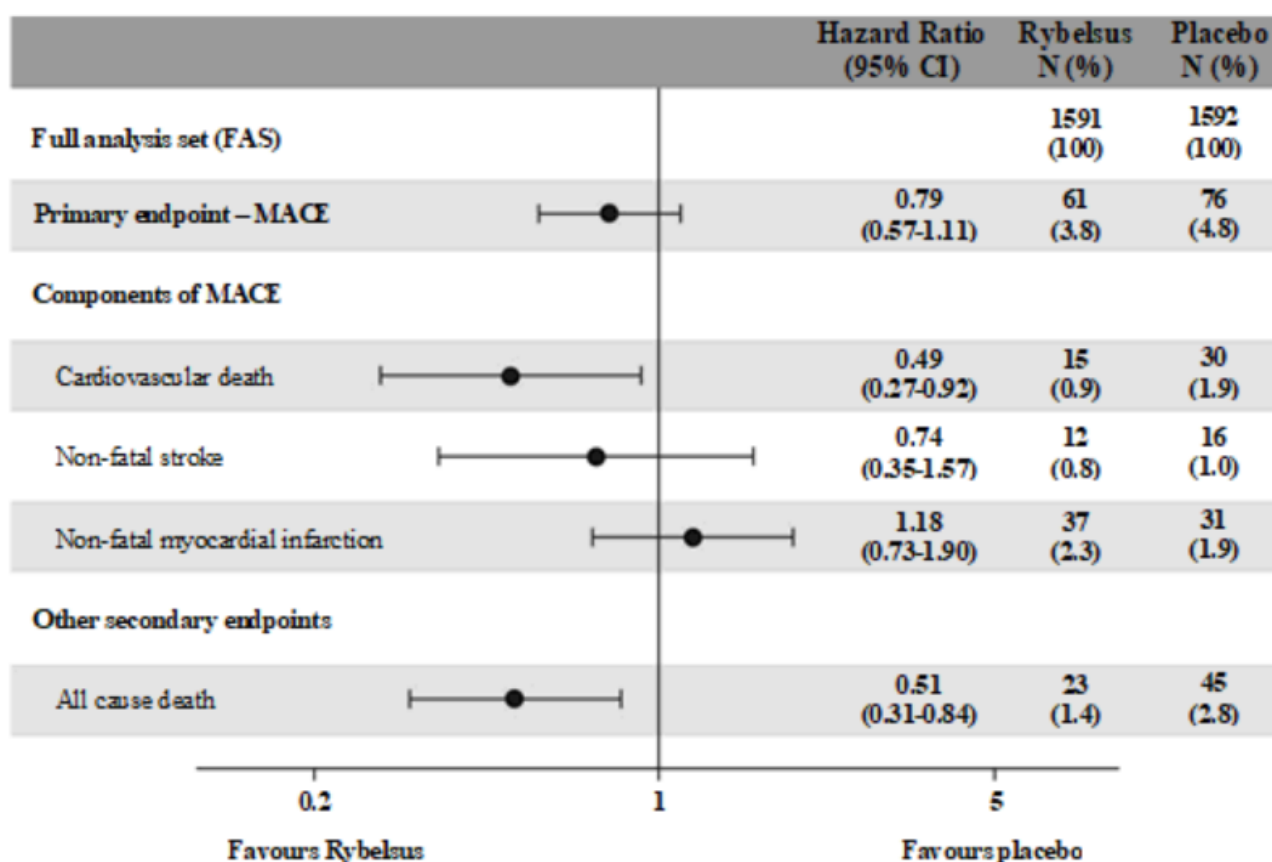 Hazard Ratio Rybelsus Placebo
(95% CI) N (%) N (%)
1591 1592
Full analysis set (FAS)
(100) (100)
0.79 61 76
Primary endpoint – MACE
(0.57-1.11) (3.8) (4.8)
Components of MACE
0.49 15 30
Cardiovascular death
(0.27-0.92) (0.9) (1.9)
0.74 12 16
Non-fatal stroke
(0.35-1.57) (0.8) (1.0)
1.18 37 31
Non-fatal myocardial infarction
(0.73-1.90) (2.3) (1.9)
Other secondary endpoints
0.51 23 45
All cause death
(0.31-0.84) (1.4) (2.8)
0.2 1 5
Favours Rybelsus Favours placebo